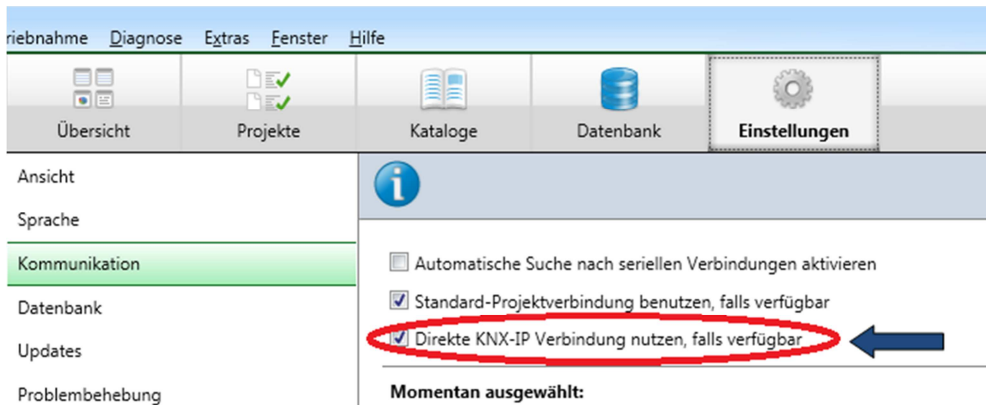 riebnahme Diagnose Extras Fenster Hilfe
Übersicht Projekte Kataloge Datenbank Einstellungen
Ansicht
Sprache
Kommunikation
Automatische Suche nach seriellen Verbindungen aktivieren
Datenbank
Standard-Projektverbindung benutzen, falls verfügbar
Updates
Direkte KNX-IP Verbindung nutzen, falls verfügbar
Problembehebung
Momentan ausgewählt: